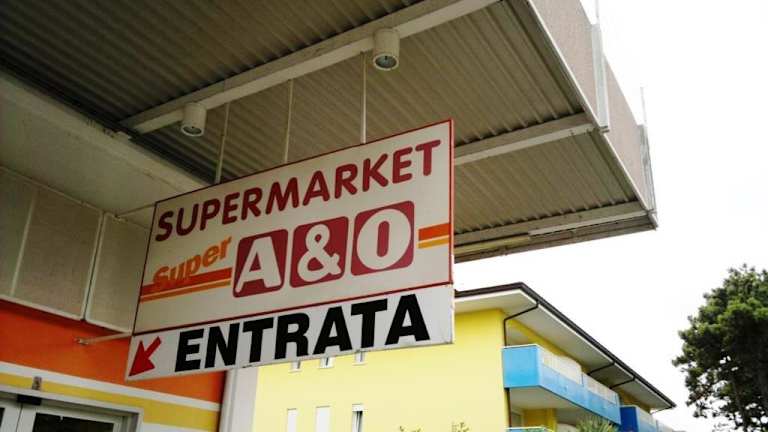 SUPERMARKET
Super A&O
ENTRATA